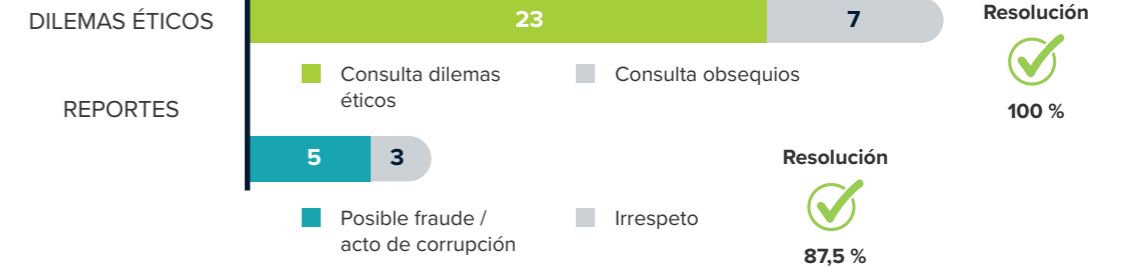 DILEMAS ÉTICOS
23
7
Resolución
100 %
Consulta dilemas
éticos
Consulta obsequios
REPORTES
5
3
Resolución
87,5 %
Posible fraude /
acto de corrupción
Irrespeto